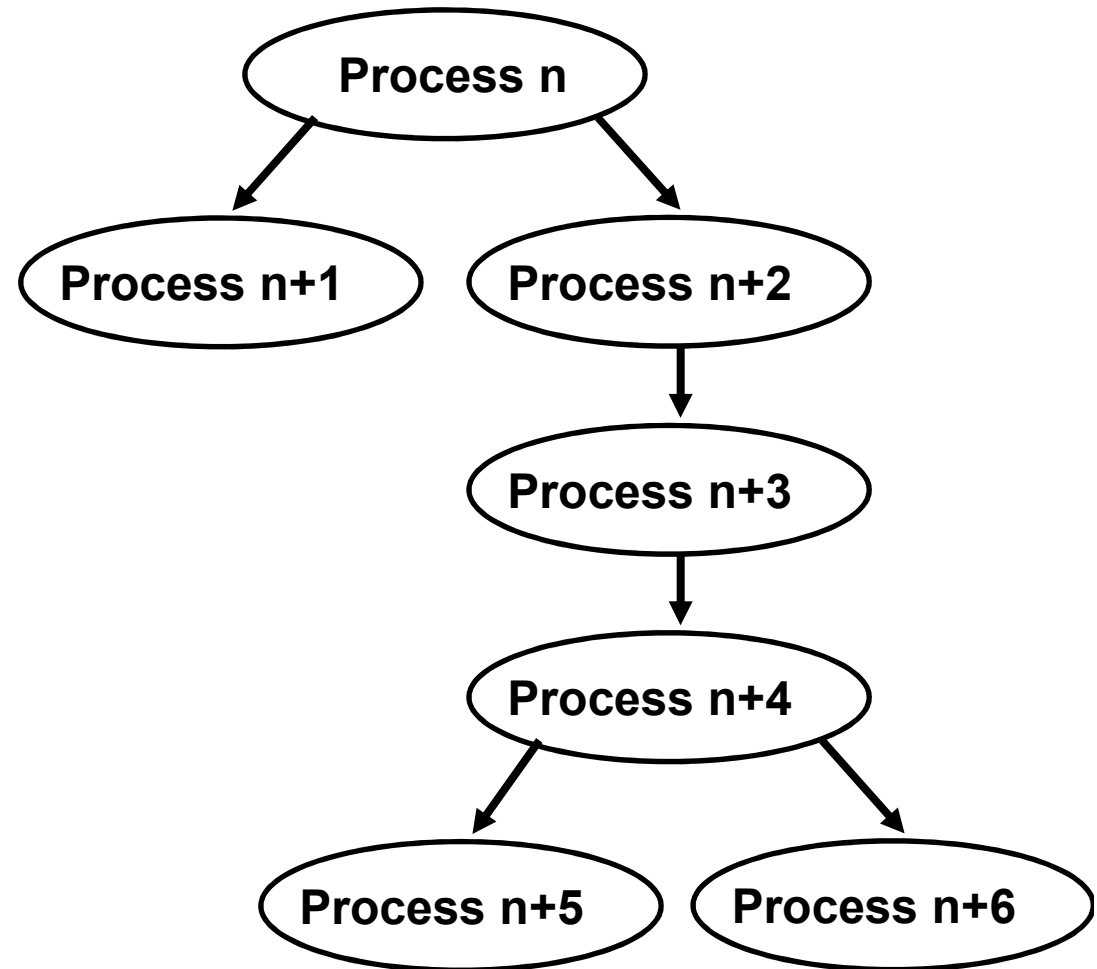 Process n
Process n+1
Process n+2
Process n+3
Process n+4
Process n+5
Process n+6